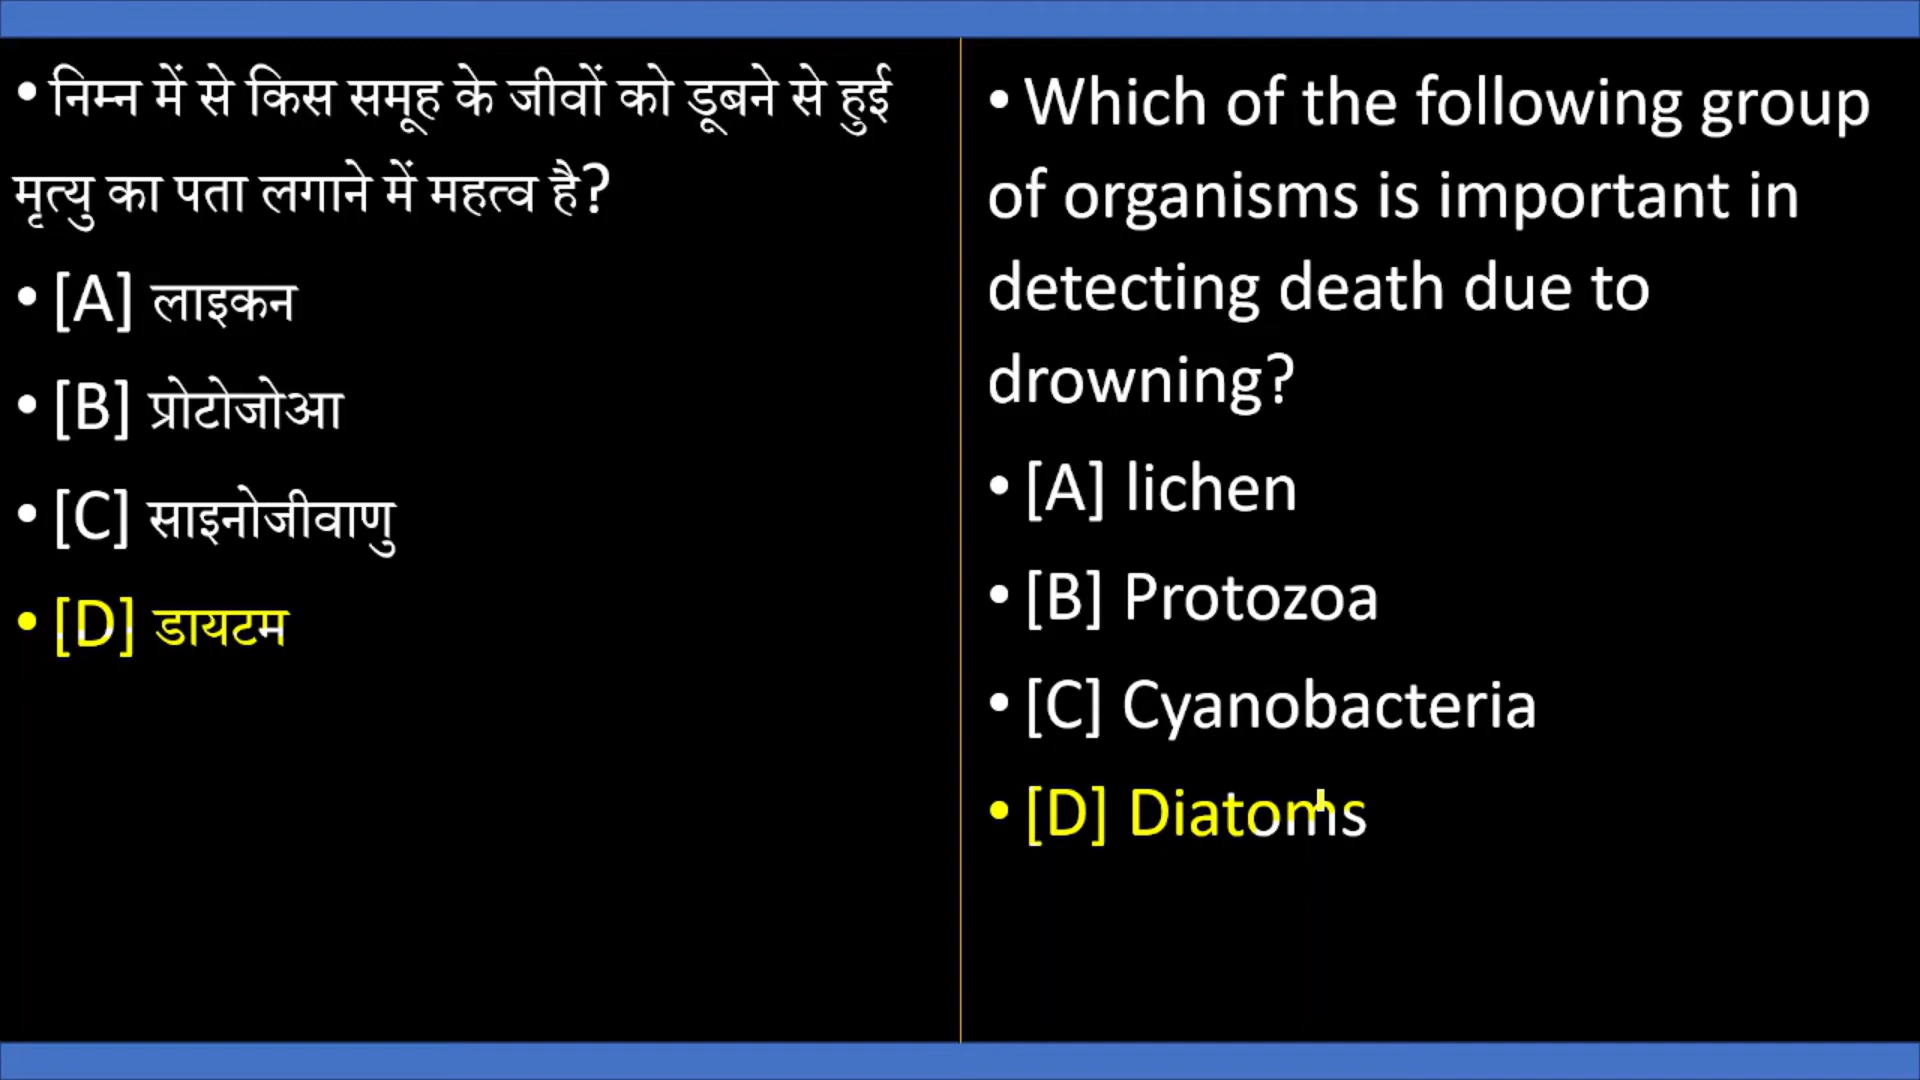 • निम्न में से किस समूह के जीवों को डूबने से हुई
मृत्यु का पता लगाने में महत्व है?
• [A] लाइकन
• [B] प्रोटोजोआ
• [C] साइनोजीवाणु
• [D] डायटम
• Which of the following group
of organisms is important in
detecting death due to
drowning?
• [A] lichen
• [B] Protozoa
• [C] Cyanobacteria
• [D] Diatoms